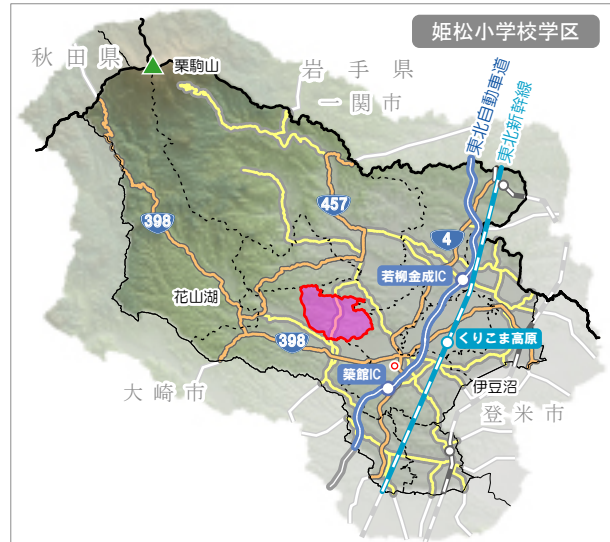 姫松小学校学区
秋田県
栗駒山
岩手県
一関市
東北自動車道
東北新幹線
457
398
4
若柳金成IC
花山湖
398
くりこま高原
築館IC
伊豆沼
大崎市
登米市